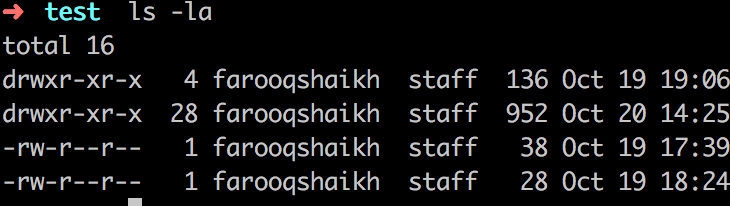 ➜ test ls -la
total 16
drwxr-xr-x 4 farooqshaikh staff 136 Oct 19 19:06
drwxr-xr-x 28 farooqshaikh staff 952 Oct 20 14:25
-rw-r--r-- 1 farooqshaikh staff 38 Oct 19 17:39
-rw-r--r-- 1 farooqshaikh staff 28 Oct 19 18:24